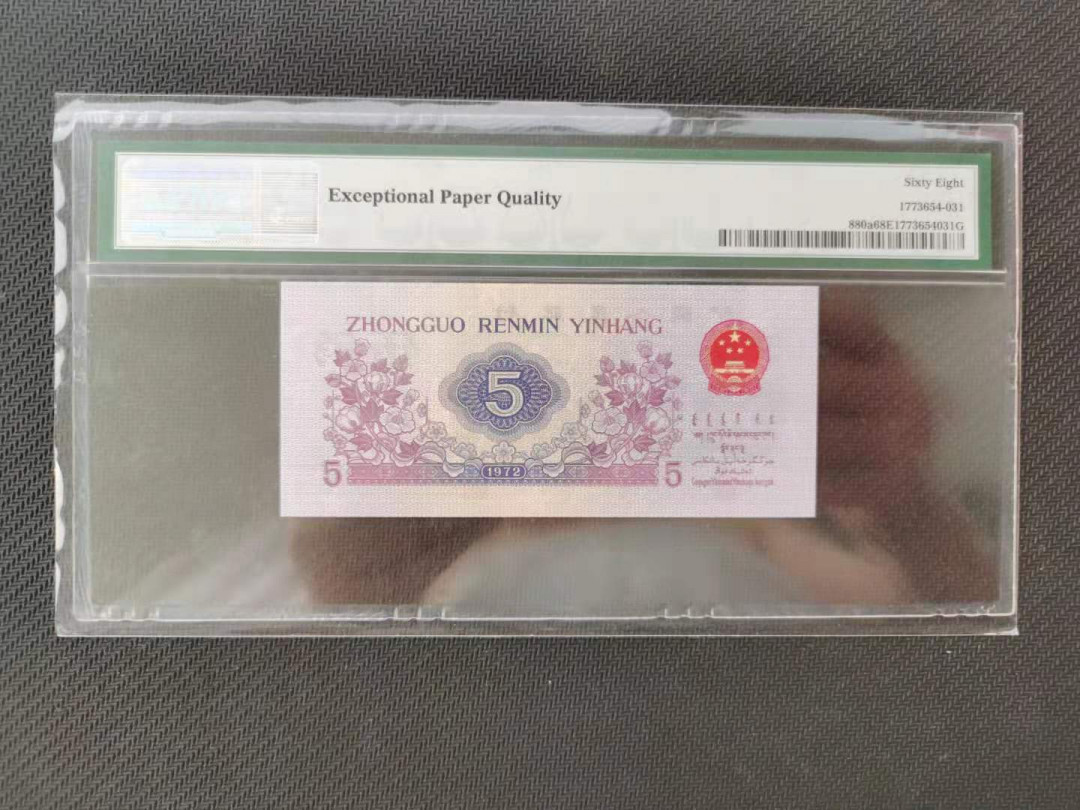 Exceptional Paper Quality
Sixty Eight
1773654-031
880a68E1773654031G
ZHONGGUO RENMIN YINHANG
5
5 1972 5